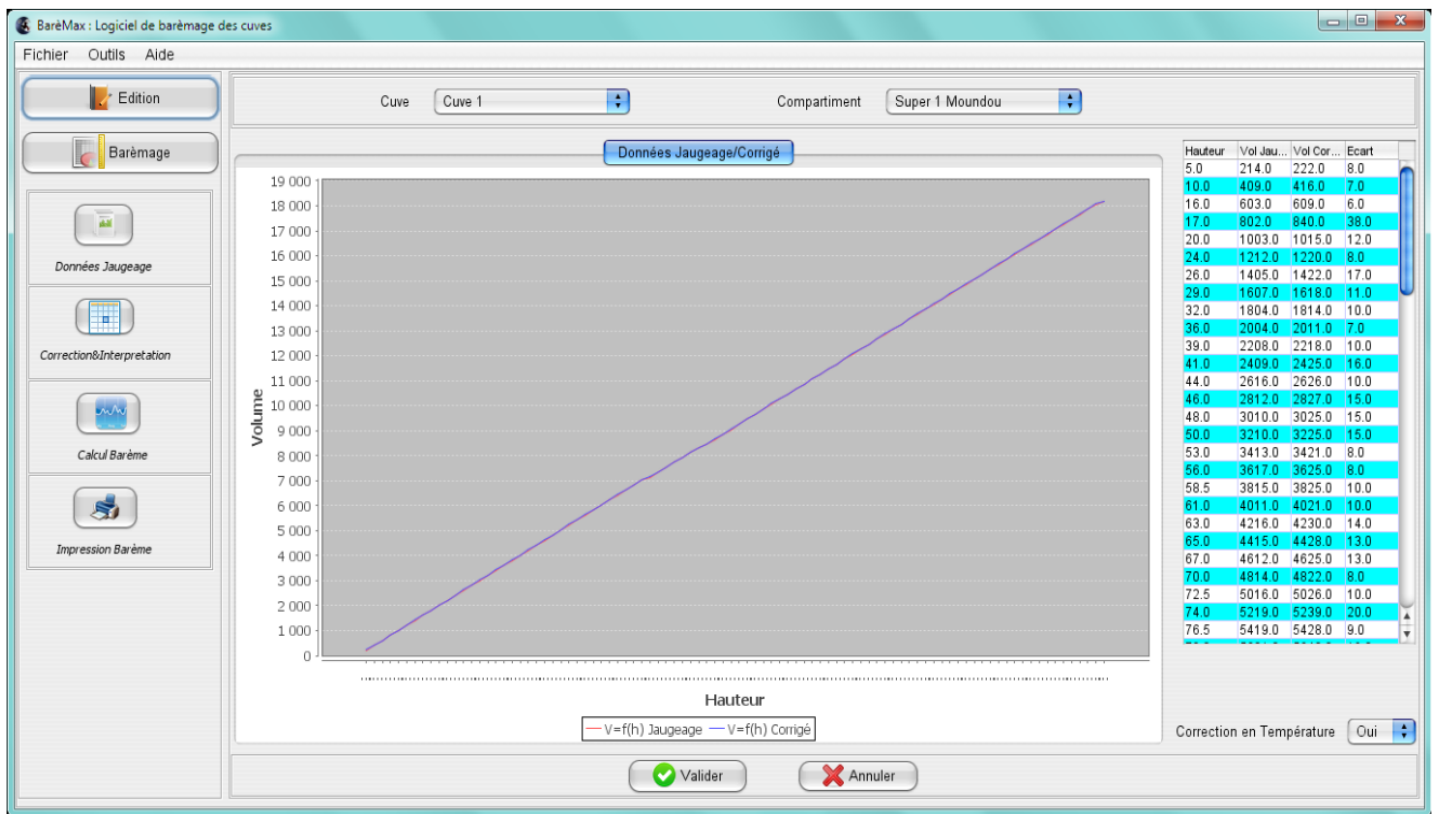 BarèMax : Logiciel de barèmage des cuves
Fichier Outils Aide
Edition
Barèmage
Données Jaugeage
Correction&Interpretation
Calcul Barème
Impression Barème
Cuve Cuve 1 Compartiment Super 1 Moundou
Données Jaugeage/Corrigé
19 000
18 000
17 000
16 000
15 000
14 000
13 000
12 000
11 000
10 000
9 000
8 000
7 000
6 000
5 000
4 000
3 000
2 000
1 000
0
Volume
Hauteur
V=f(h) Jaugeage V=f(h) Corrigé
Hauteur Vol Jau... Vol Cor... Ecart
5.0 214.0 222.0 8.0
10.0 409.0 416.0 7.0
16.0 603.0 609.0 6.0
17.0 802.0 840.0 38.0
20.0 1003.0 1015.0 12.0
24.0 1212.0 1220.0 8.0
26.0 1405.0 1422.0 17.0
29.0 1607.0 1618.0 11.0
32.0 1804.0 1814.0 10.0
36.0 2004.0 2011.0 7.0
39.0 2208.0 2218.0 10.0
41.0 2409.0 2425.0 16.0
44.0 2616.0 2626.0 10.0
46.0 2812.0 2827.0 15.0
48.0 3010.0 3025.0 15.0
50.0 3210.0 3225.0 15.0
53.0 3413.0 3421.0 8.0
56.0 3617.0 3625.0 8.0
58.5 3815.0 3825.0 10.0
61.0 4011.0 4021.0 10.0
63.0 4216.0 4230.0 14.0
65.0 4415.0 4428.0 13.0
67.0 4612.0 4625.0 13.0
70.0 4814.0 4822.0 8.0
72.5 5016.0 5026.0 10.0
74.0 5219.0 5239.0 20.0
76.5 5419.0 5428.0 9.0
Correction en Température Oui
Valider Annuler